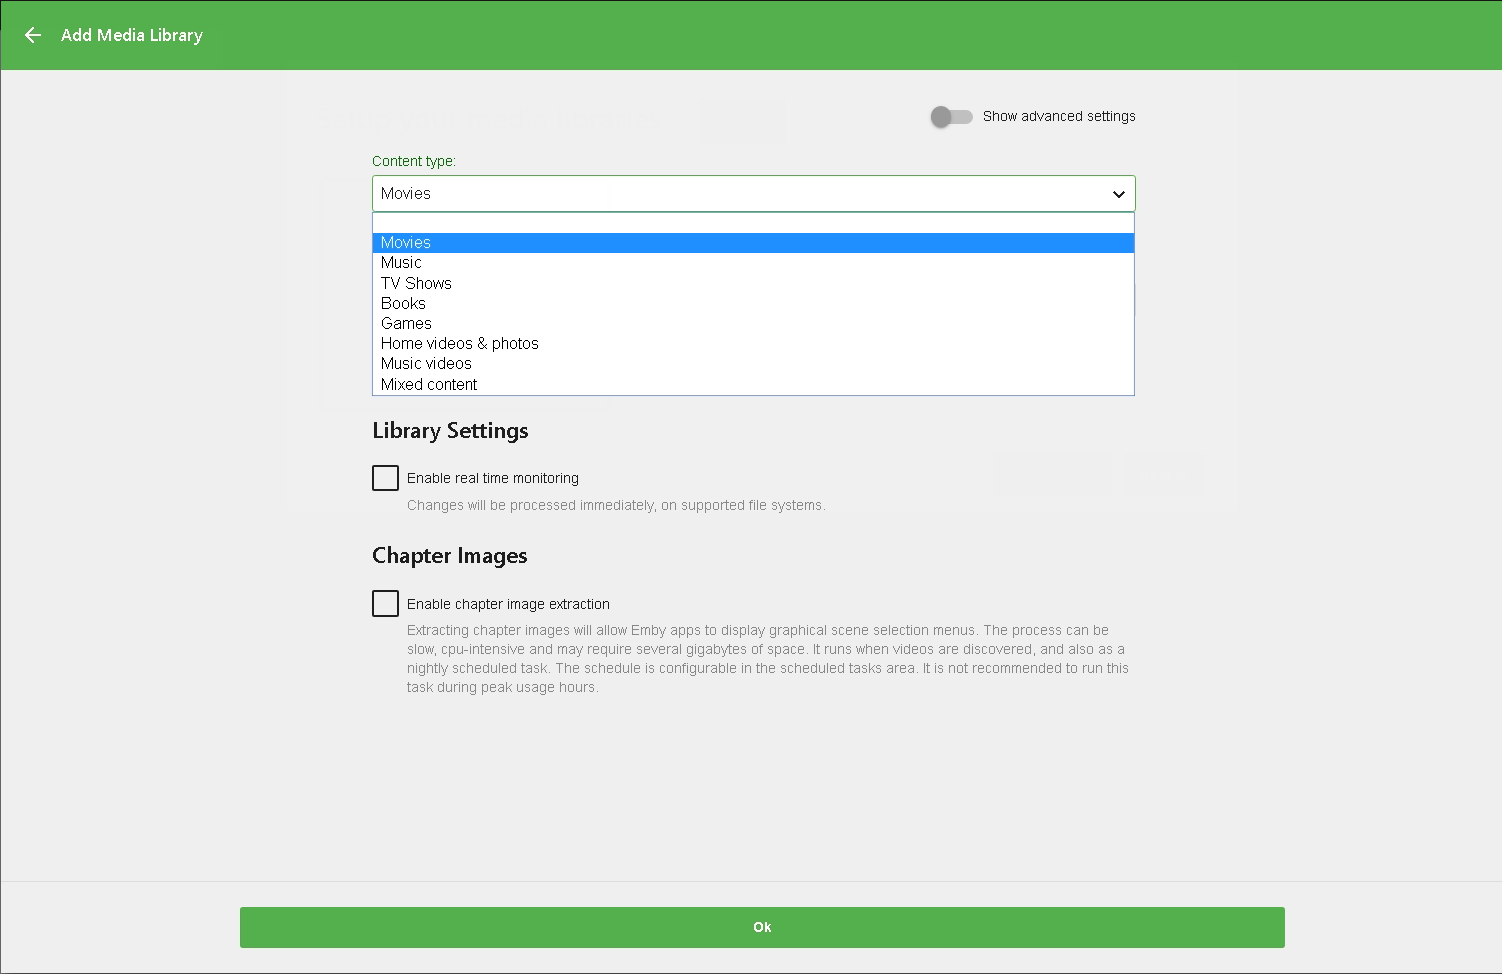 Add Media Library
Show advanced settings
Content type:
Movies
Movies
Music
TV Shows
Books
Games
Home videos & photos
Music videos
Mixed content
Library Settings
Enable real time monitoring
Changes will be processed immediately, on supported file systems.
Chapter Images
Enable chapter image extraction
Extracting chapter images will allow Emby apps to display graphical scene selection menus. The process can be
slow, cpu-intensive and may require several gigabytes of space. It runs when videos are discovered, and also as a
nightly scheduled task. The schedule is configurable in the scheduled tasks area. It is not recommended to run this
task during peak usage hours.
Ok